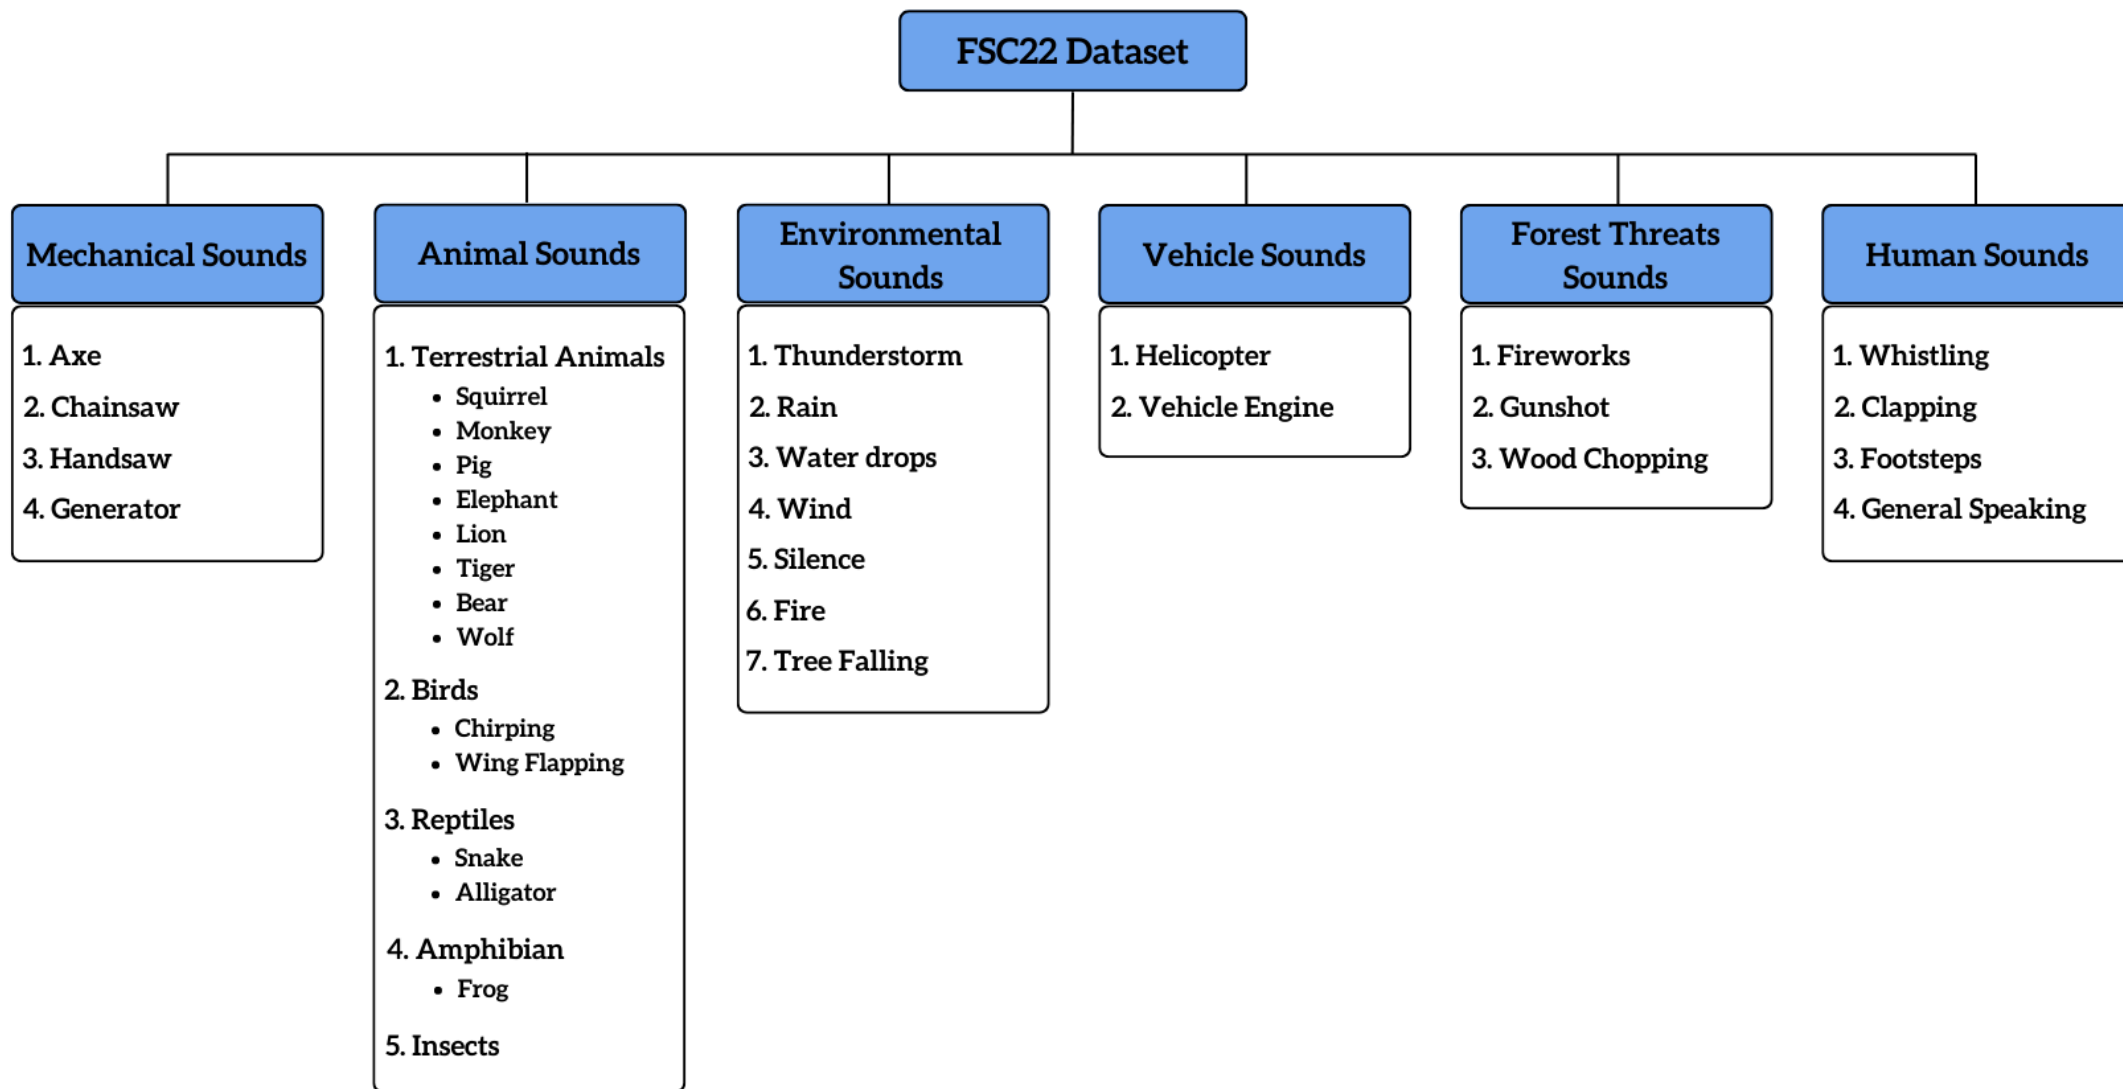 FSC22 Dataset
Mechanical Sounds
1. Axe
2. Chainsaw
3. Handsaw
4. Generator
Animal Sounds
1. Terrestrial Animals
• Squirrel
• Monkey
• Pig
• Elephant
• Lion
• Tiger
• Bear
• Wolf
2. Birds
• Chirping
• Wing Flapping
3. Reptiles
• Snake
• Alligator
4. Amphibian
• Frog
5. Insects
Environmental
Sounds
1. Thunderstorm
2. Rain
3. Water drops
4. Wind
5. Silence
6. Fire
7. Tree Falling
Vehicle Sounds
1. Helicopter
2. Vehicle Engine
Forest Threats
Sounds
1. Fireworks
2. Gunshot
3. Wood Chopping
Human Sounds
1. Whistling
2. Clapping
3. Footsteps
4. General Speaking